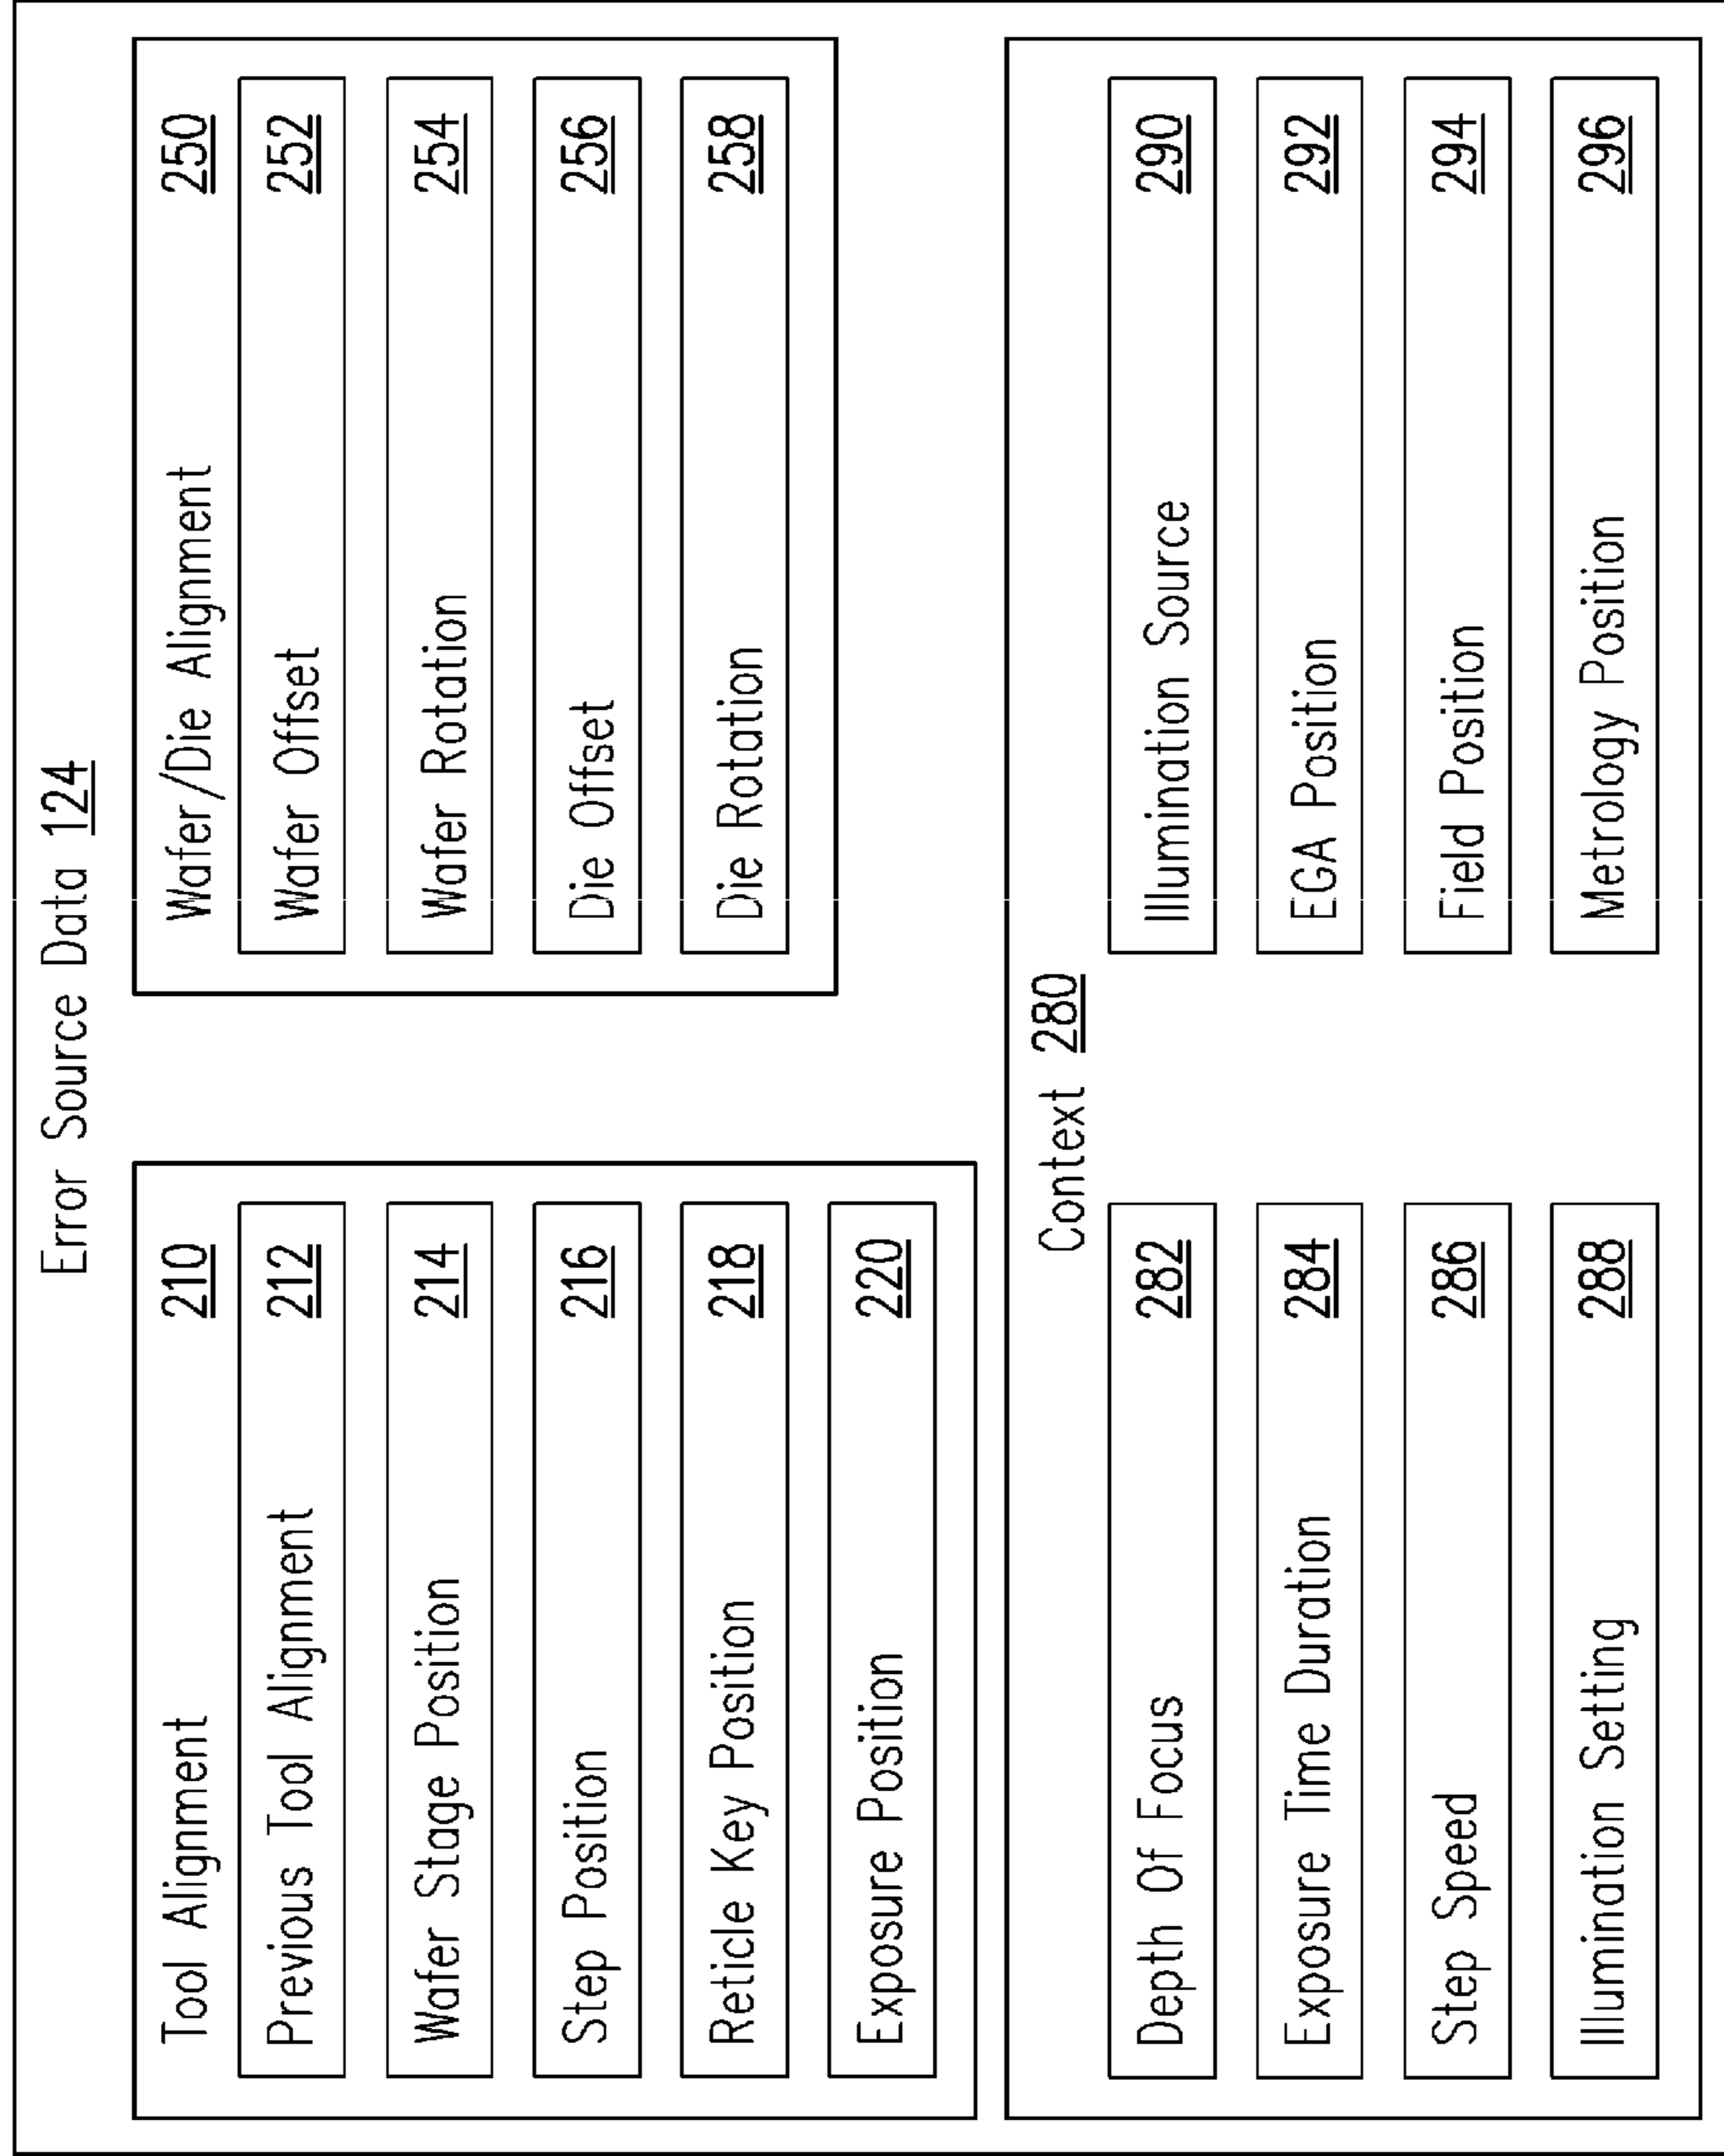 Error Source Data 124
Tool Alignment 210
Previous Tool Alignment 212
Wafer Stage Position 214
Step Position 216
Reticle Key Position 218
Exposure Position 220
Wafer/Die Alignment 250
Wafer Offset 252
Wafer Rotation 254
Die Offset 256
Die Rotation 258
Context 280
Depth Of Focus 282
Exposure Time Duration 284
Step Speed 286
Illumination Setting 288
Illumination Source 290
EGA Position 292
Field Position 294
Metrology Position 296